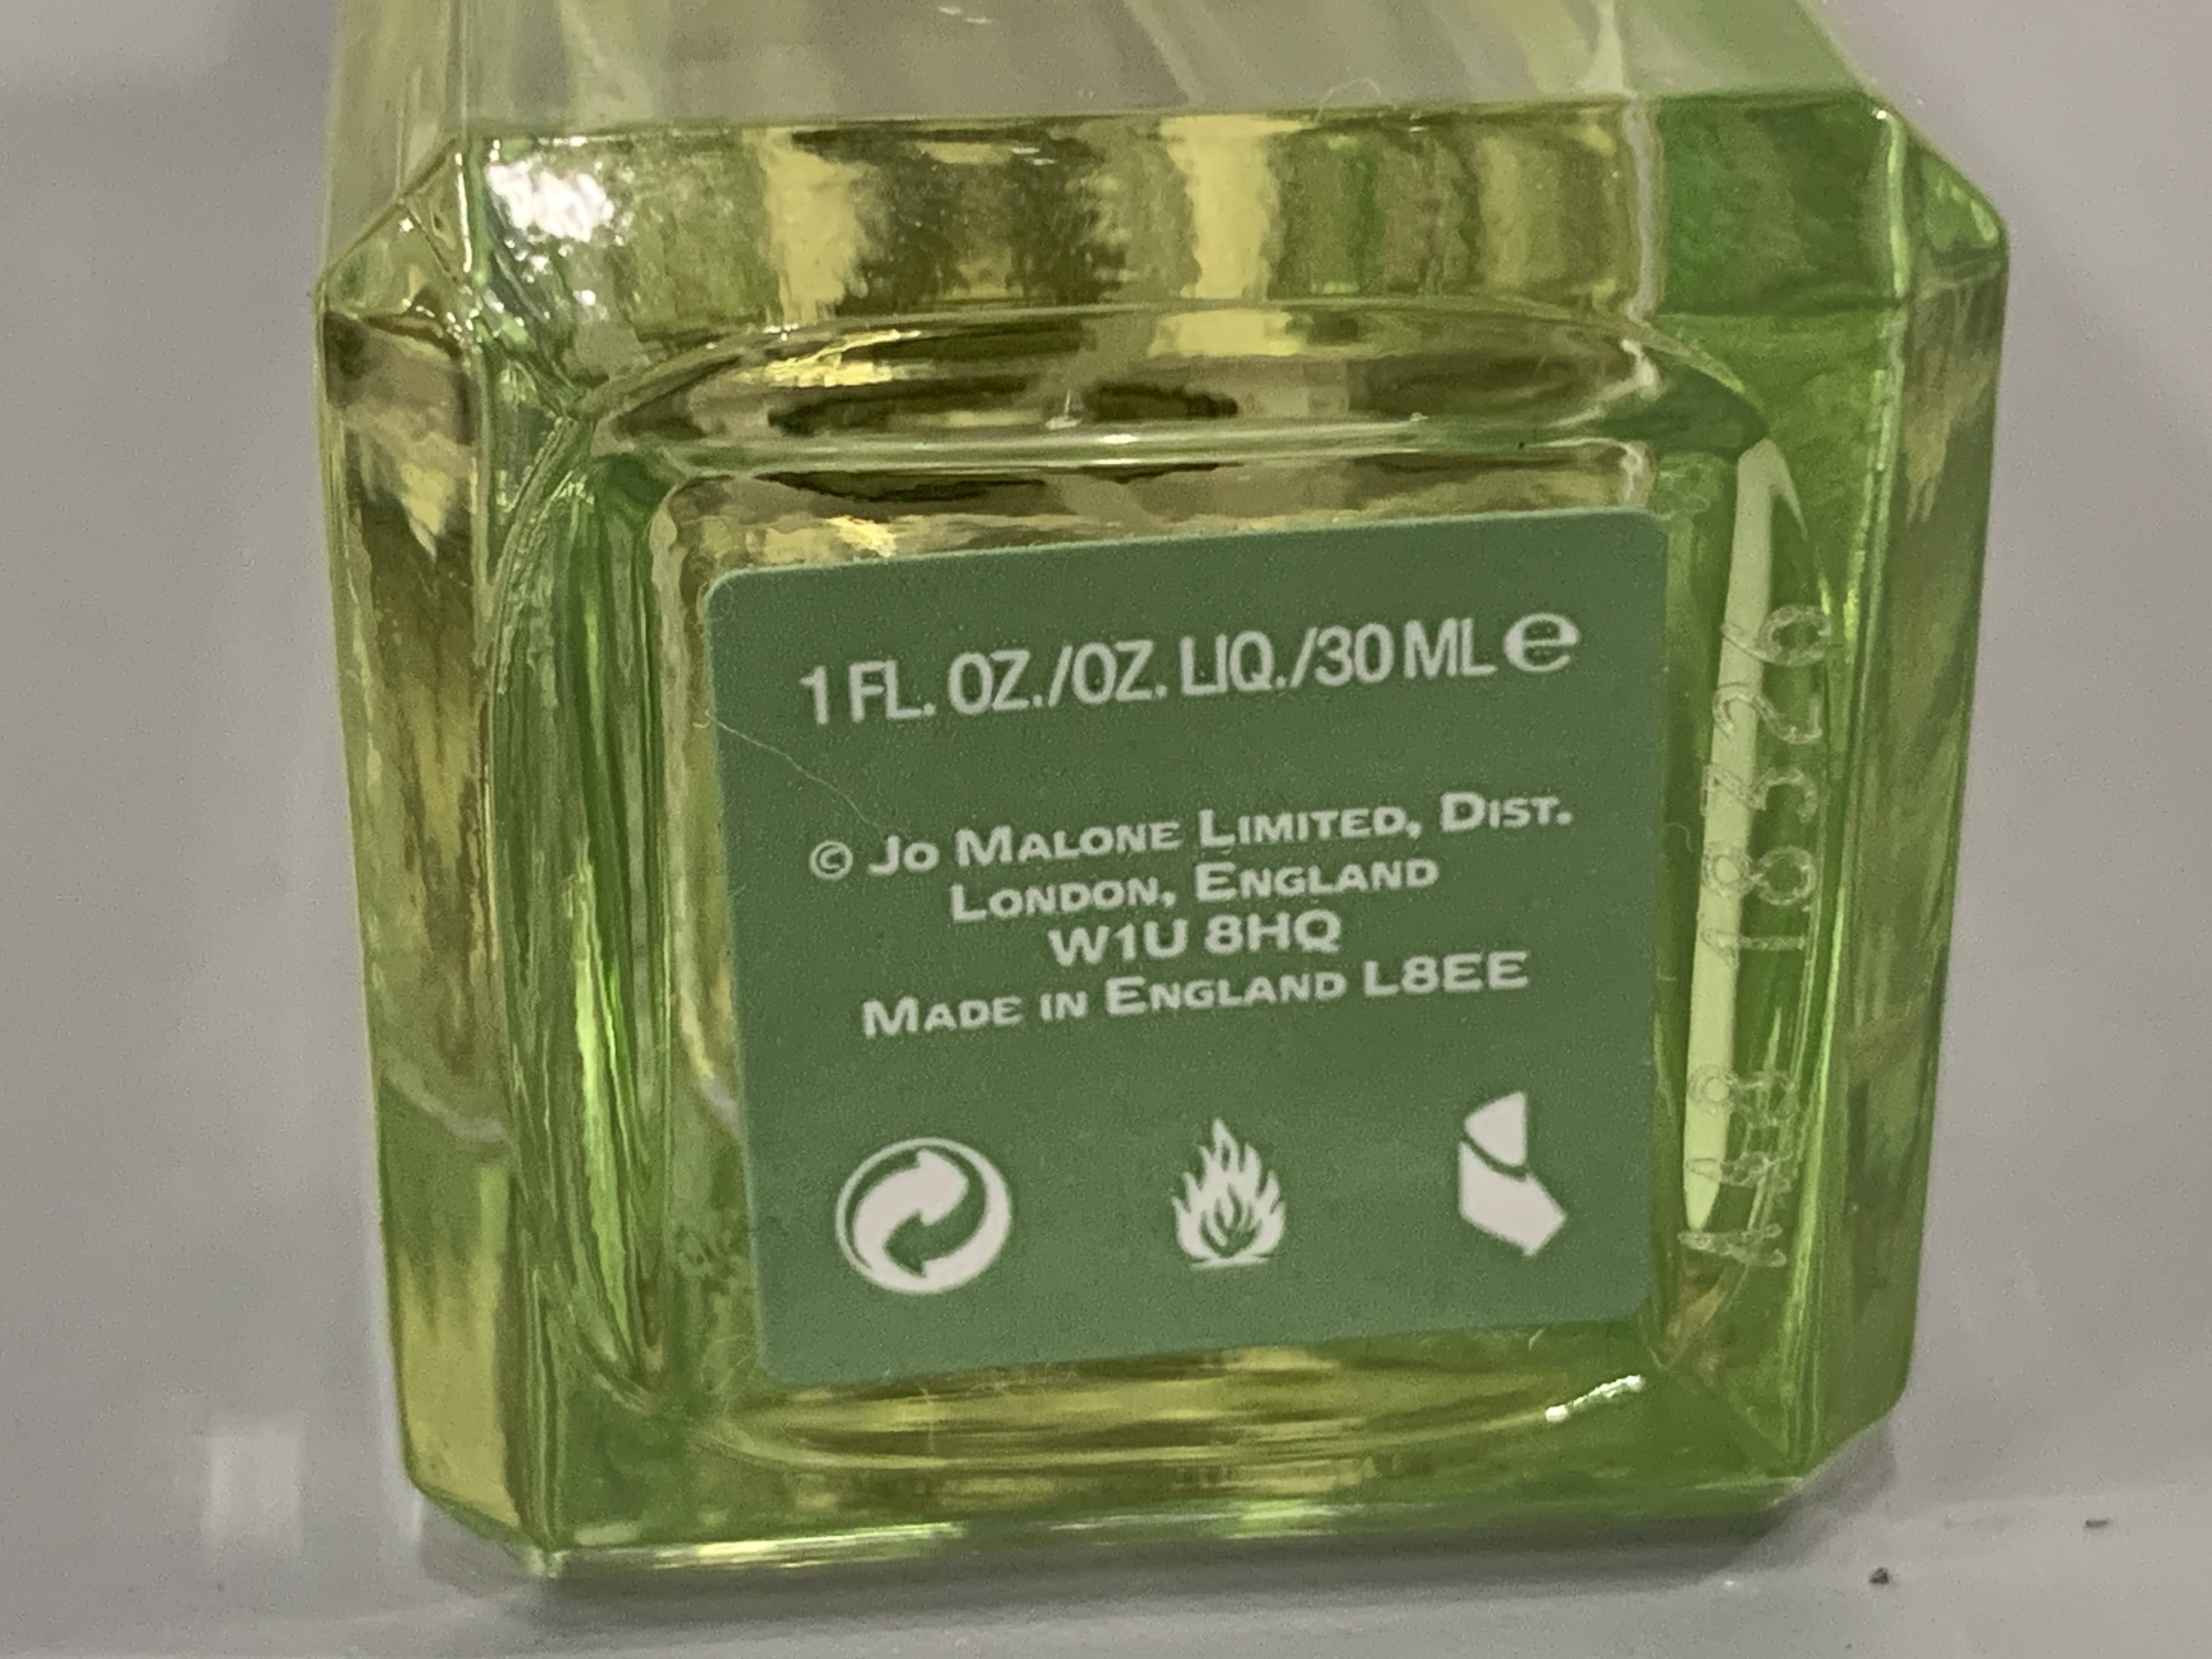 1 FL. OZ./OZ. LIQ./30 ML e
© JO MALONE LIMITED, DIST.
LONDON, ENGLAND
W1U 8HQ
MADE IN ENGLAND L8EE